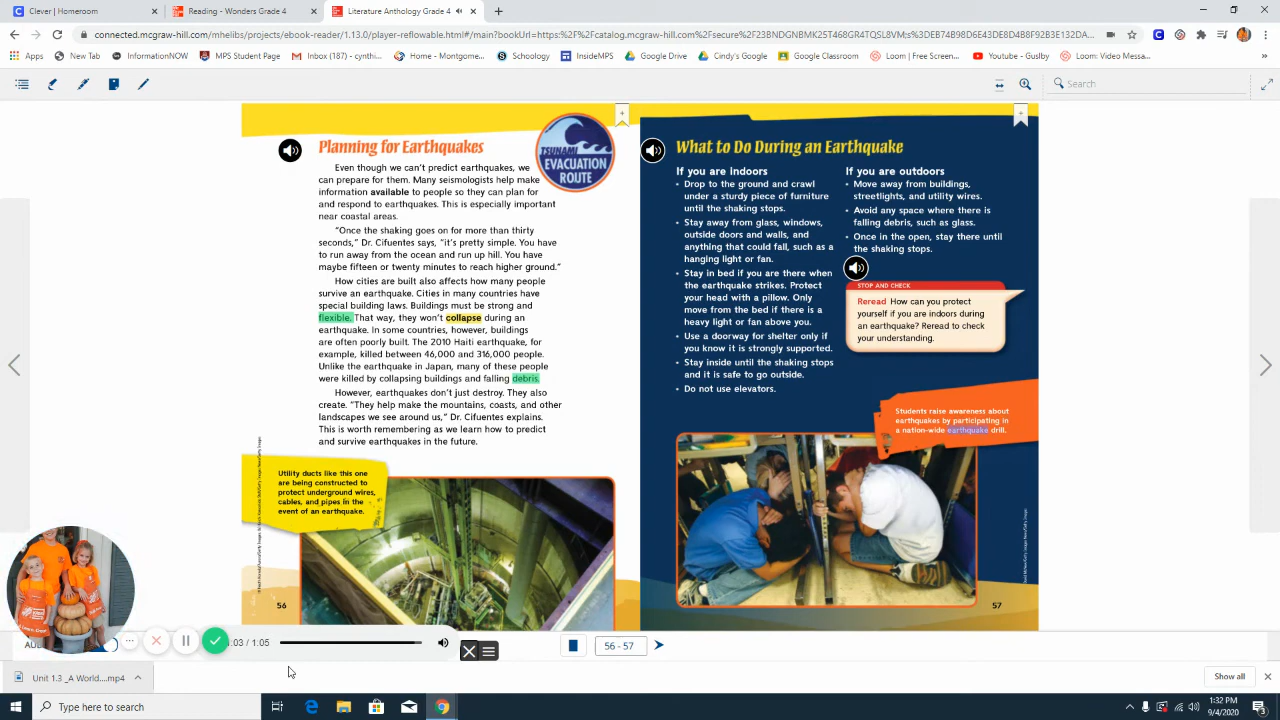 Clever | Homeroom
Reading - Wonders Grade 4
Literature Anthology Grade 4
connected.mcgraw-hill.com/mhelibs/projects/ebook-reader/1.13.0/player-reflowable.html?bookUrl=https%2F%2Fcatalog.mcgraw-hill.com%2Fsecure%2F23BNDGNBMK25T468GR4TQSL8VM;s%3DEB74B98D6E43DE8D4B8F92B3E132DA...
Apps
New Tab
InformationNOW
MPS Student Portal
Inbox (187) - cynthi...
Home - Montgome...
Schoology
InsideMPS
Google Drive
Cindy's Google
Google Classroom
Loom | Free Screen...
Youtube - Gusby
Loom: Video Messa...
Search
Planning for Earthquakes
TSUNAMI
EVACUATION
ROUTE
Even though we can't predict earthquakes, we
can prepare for them. Many seismologists help make
information available to people so they can plan for
and respond to earthquakes. This is especially important
near coastal areas.
"Once the shaking goes on for more than thirty
seconds," Dr. Cifuentes says, "it's pretty simple. You have
to run away from the ocean and run up hill. You have
maybe fifteen or twenty minutes to reach higher ground."
How cities are built also affects how many people
survive an earthquake. Cities in many countries have
special building laws. Buildings must be strong and
flexible. That way, they won't collapse during an
earthquake. In some countries, however, buildings
are often poorly built. The 2010 Haiti earthquake, for
example, killed between 46,000 and 316,000 people.
Unlike the earthquake in Japan, many of these people
were killed by collapsing buildings and falling debris.
However, earthquakes don't just destroy. They also
create. "They help make the mountains, coasts, and other
landscapes we see around us," Dr. Cifuentes explains.
This is worth remembering as we learn how to predict
and survive earthquakes in the future.
Utility ducts like this one
are being constructed to
protect underground wires,
cables, and pipes in the
event of an earthquake.
56
What to Do During an Earthquake
If you are indoors
• Drop to the ground and crawl
under a sturdy piece of furniture
until the shaking stops.
• Stay away from glass, windows,
outside doors and walls, and
anything that could fall, such as a
hanging light or fan.
• Stay in bed if you are there when
the earthquake strikes. Protect
your head with a pillow. Only
move from the bed if there is a
heavy light or fan above you.
• Use a doorway for shelter only if
you know it is strongly supported.
• Stay inside until the shaking stops
and it is safe to go outside.
• Do not use elevators.
If you are outdoors
• Move away from buildings,
streetlights, and utility wires.
• Avoid any space where there is
falling debris, such as glass.
• Once in the open, stay there until
the shaking stops.
STOP AND CHECK
Reread How can you protect
yourself if you are indoors during
an earthquake? Reread to check
your understanding.
Students raise awareness about
earthquakes by participating in
a nation-wide earthquake drill.
57
1:03 / 1:05
56 - 57
Unit 1.3 _A World....mp4
Show all
Type here to search
1:32 PM
9/4/2020